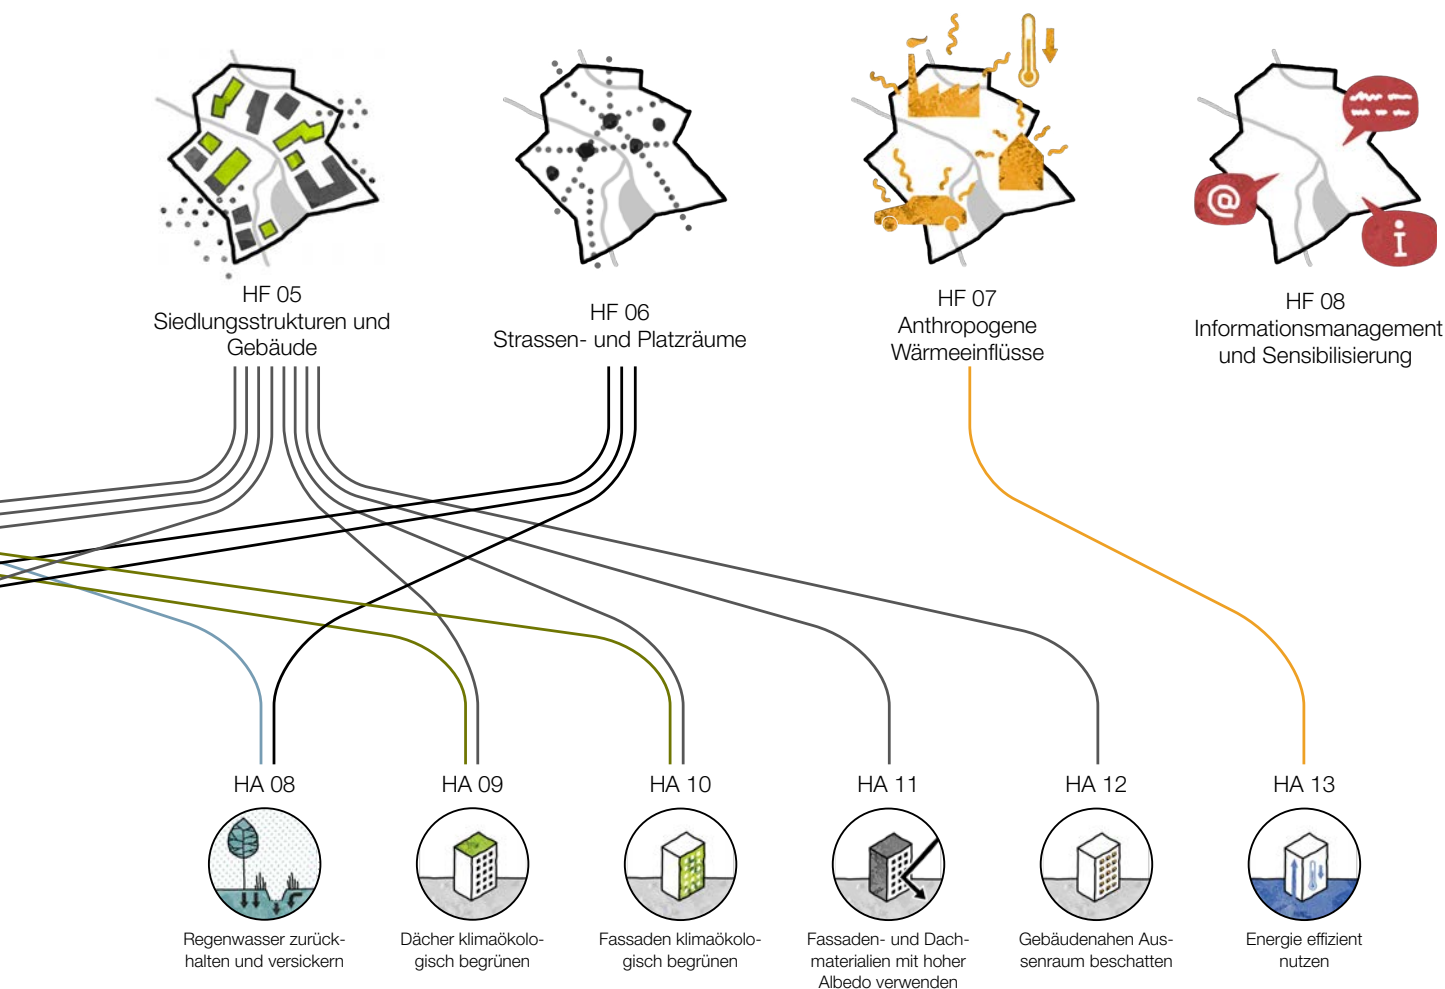 @
i
HF 05
Siedlungsstrukturen und
Gebäude
HF 06
Strassen- und Platzräume
HF 07
Anthropogene
Wärmeeinflüsse
HF 08
Informationsmanagement
und Sensibilisierung
HA 08
Regenwasser zurück-
halten und versickern
HA 09
Dächer klimaökolo-
gisch begrünen
HA 10
Fassaden klimaökolo-
gisch begrünen
HA 11
Fassaden- und Dach-
materialien mit hoher
Albedo verwenden
HA 12
Gebäudenahen Aus-
senraum beschatten
HA 13
Energie effizient
nutzen